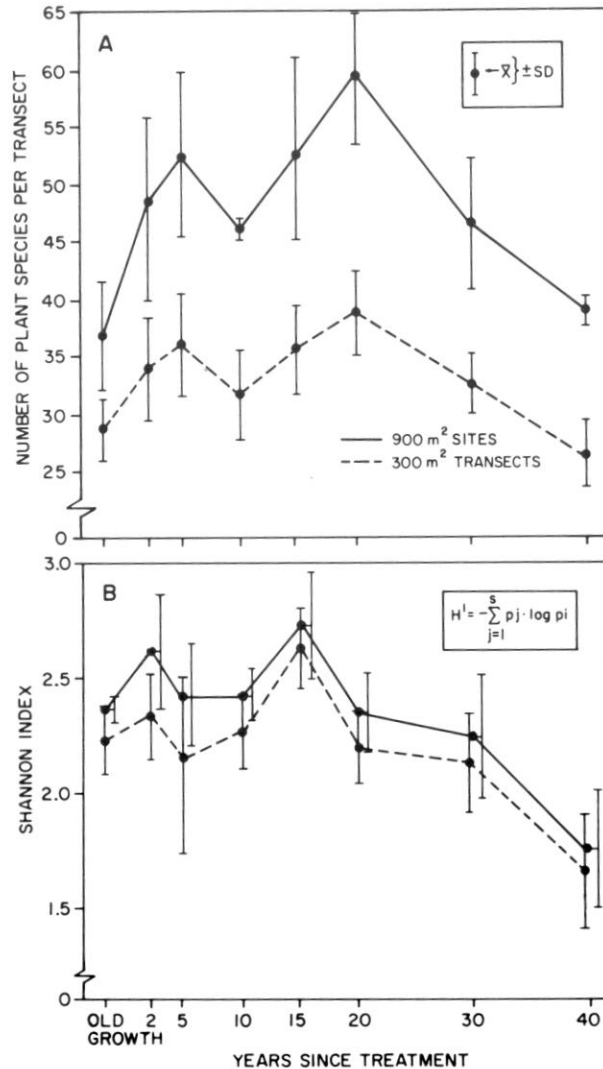 A
←X̄}±SD
NUMBER OF PLANT SPECIES PER TRANSECT
65
60
55
50
45
40
35
30
25
0
900 m² SITES
300 m² TRANSECTS
B
H' = -∑ pj · log pi
s
j=1
SHANNON INDEX
3.0
2.5
2.0
1.5
0
OLD GROWTH 2 5 10 15 20 30 40
YEARS SINCE TREATMENT